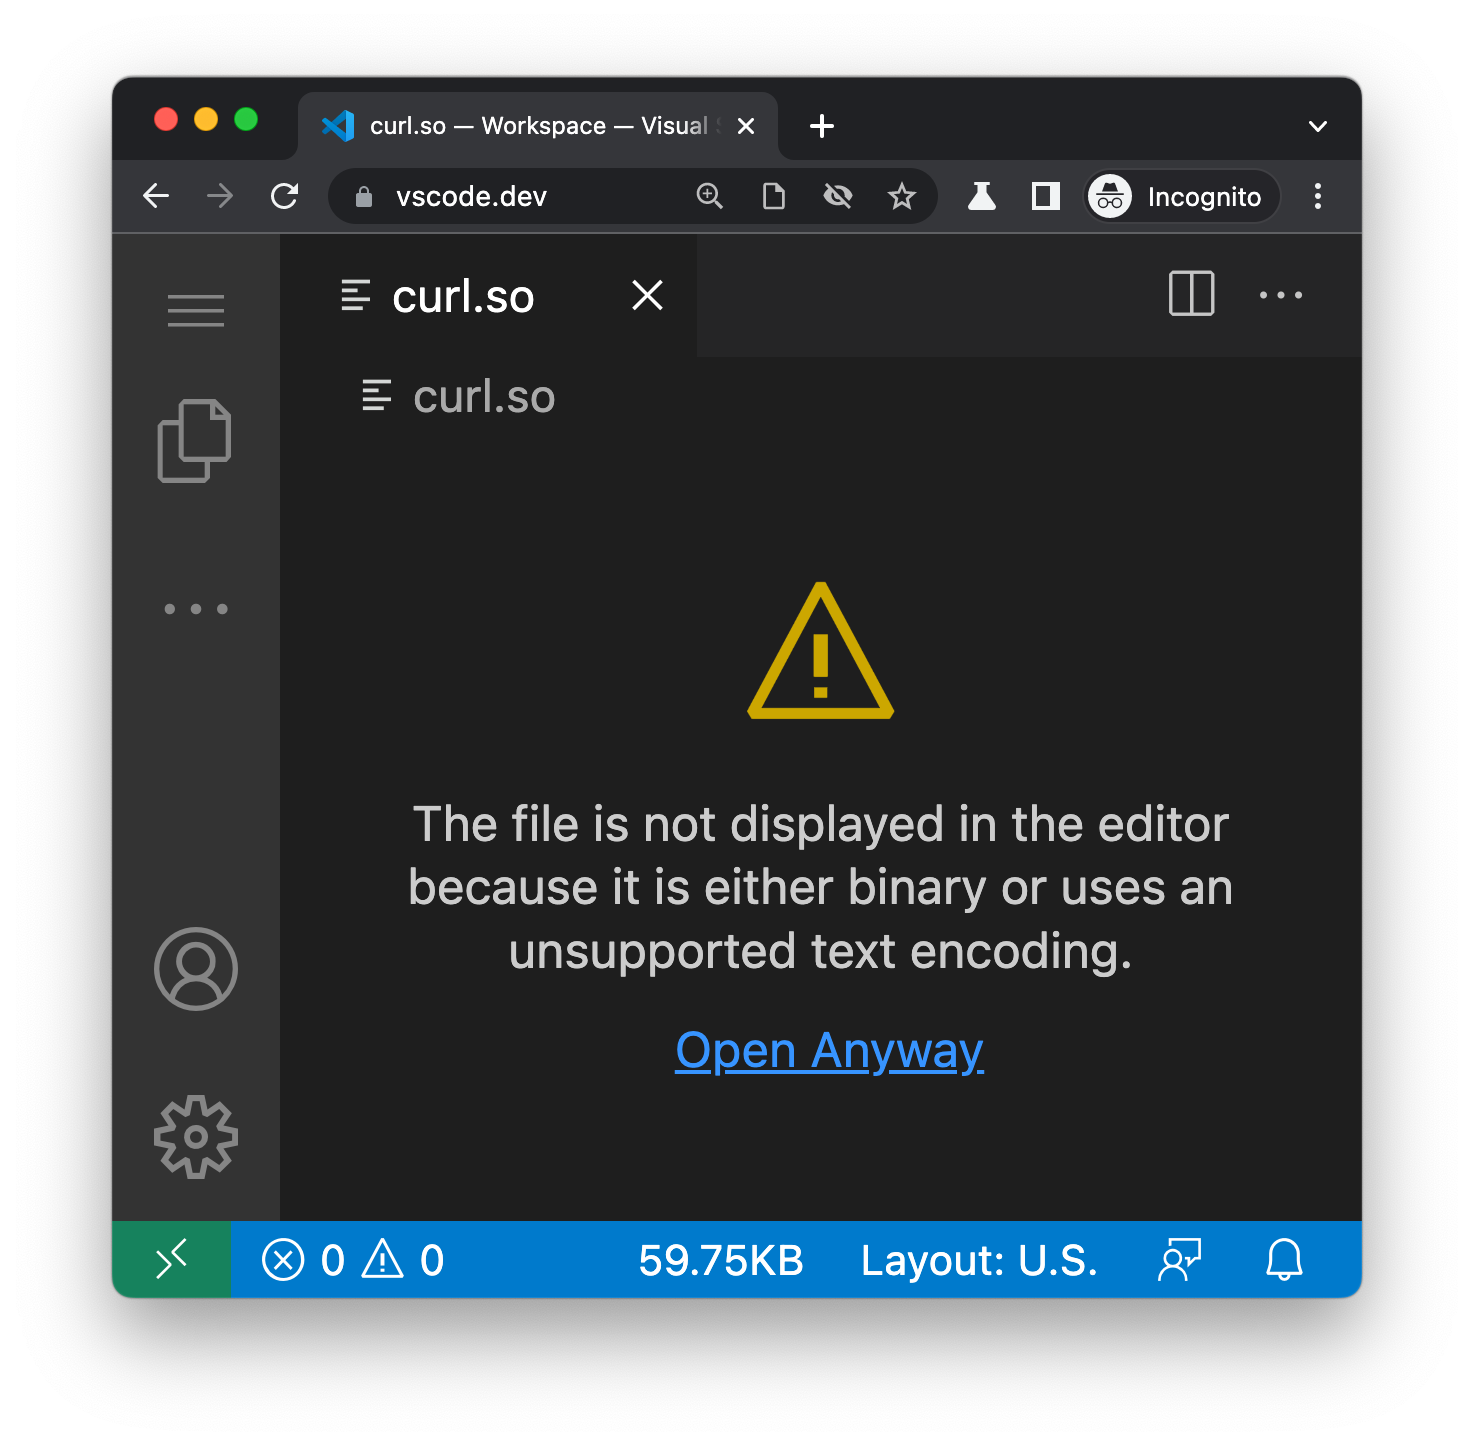 curl.so — Workspace — Visual
vscode.dev
Incognito
curl.so
curl.so
The file is not displayed in the editor
because it is either binary or uses an
unsupported text encoding.
Open Anyway
0 0 59.75KB Layout: U.S.